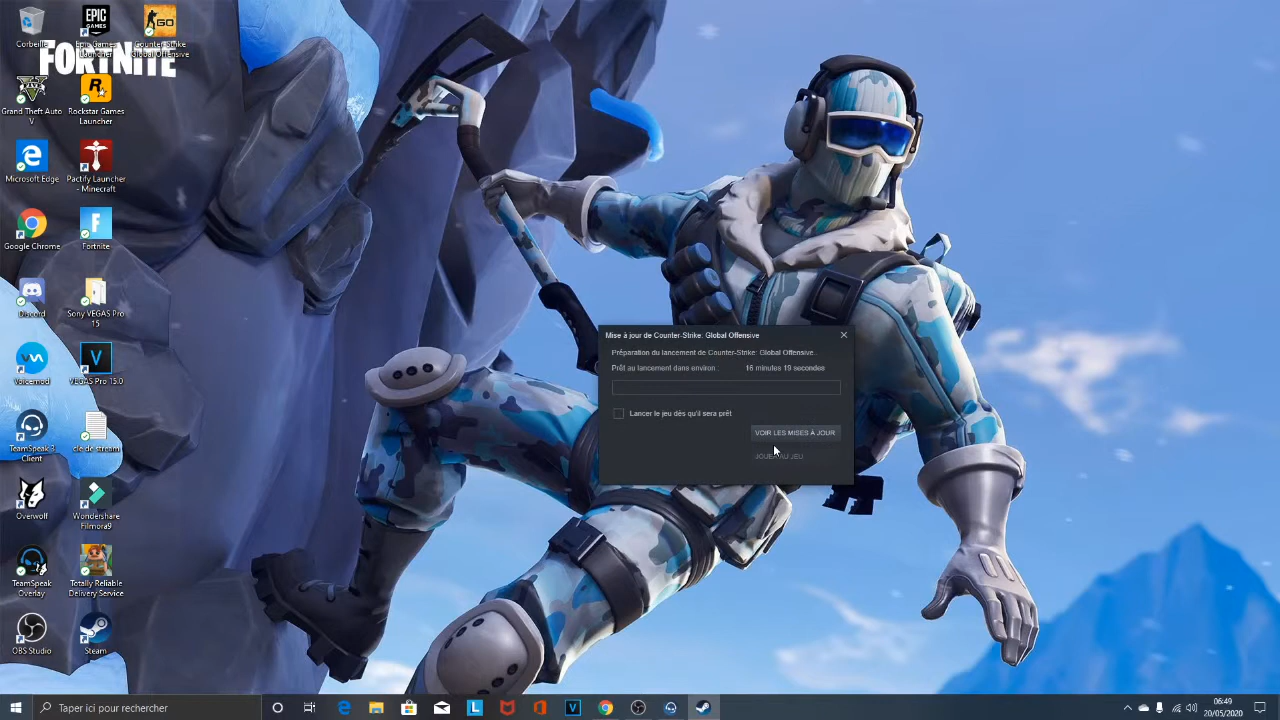 Corbeille
EPIC
GAMES
Epic Games
Launcher
GO
Counter-Strike
Global Offensive
FORTNITE
Grand Theft Auto
V
Rockstar Games
Launcher
Microsoft Edge
Pactify Launcher
- Minecraft
Google Chrome
Fortnite
Discord
Sony VEGAS Pro
15
Voicemod
VEGAS Pro 15.0
TeamSpeak 3
Client
cle de stream
Overwolf
Wondershare
Filmora9
TeamSpeak
Overlay
Totally Reliable
Delivery Service
OBS Studio
Steam
Mise à jour de Counter-Strike: Global Offensive
Préparation du lancement de Counter-Strike: Global Offensive..
Prêt au lancement dans environ : 16 minutes 19 secondes
Lancer le jeu dès qu'il sera prêt
VOIR LES MISES À JOUR
JOUER AU JEU
Taper ici pour rechercher
06:49
20/05/2020